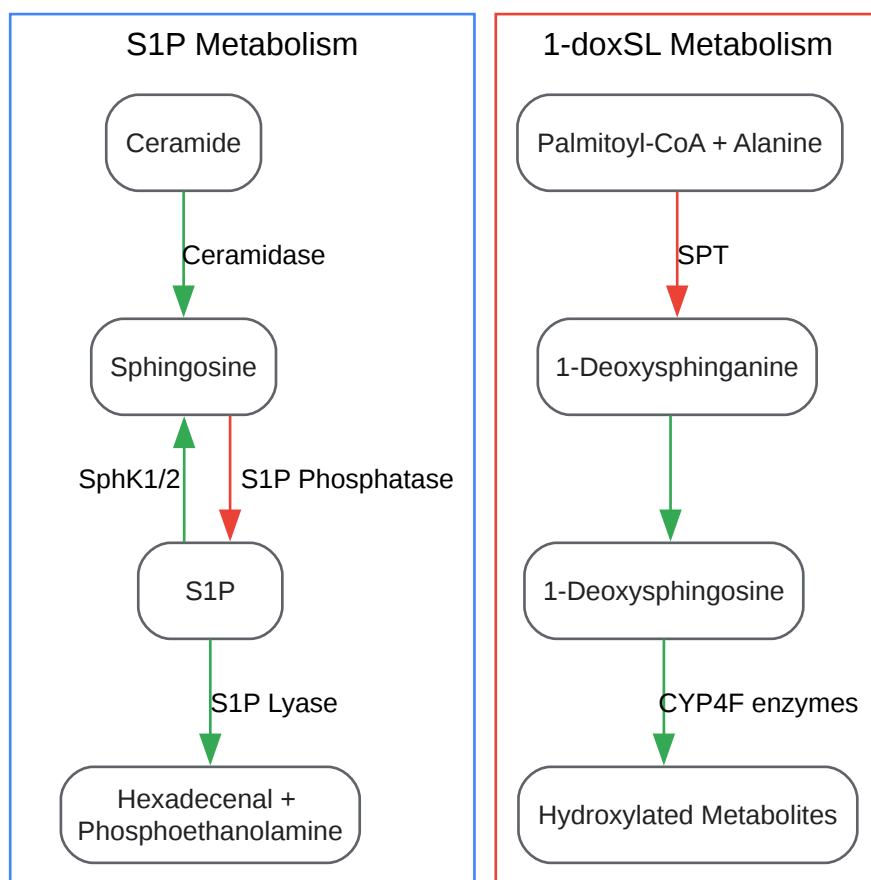 S1P Metabolism
Ceramide
Ceramidase
Sphingosine
SphK1/2
S1P Phosphatase
S1P
S1P Lyase
Hexadecenal +
Phosphoethanolamine
1-doxSL Metabolism
Palmitoyl-CoA + Alanine
SPT
1-Deoxysphinganine
1-Deoxysphingosine
CYP4F enzymes
Hydroxylated Metabolites